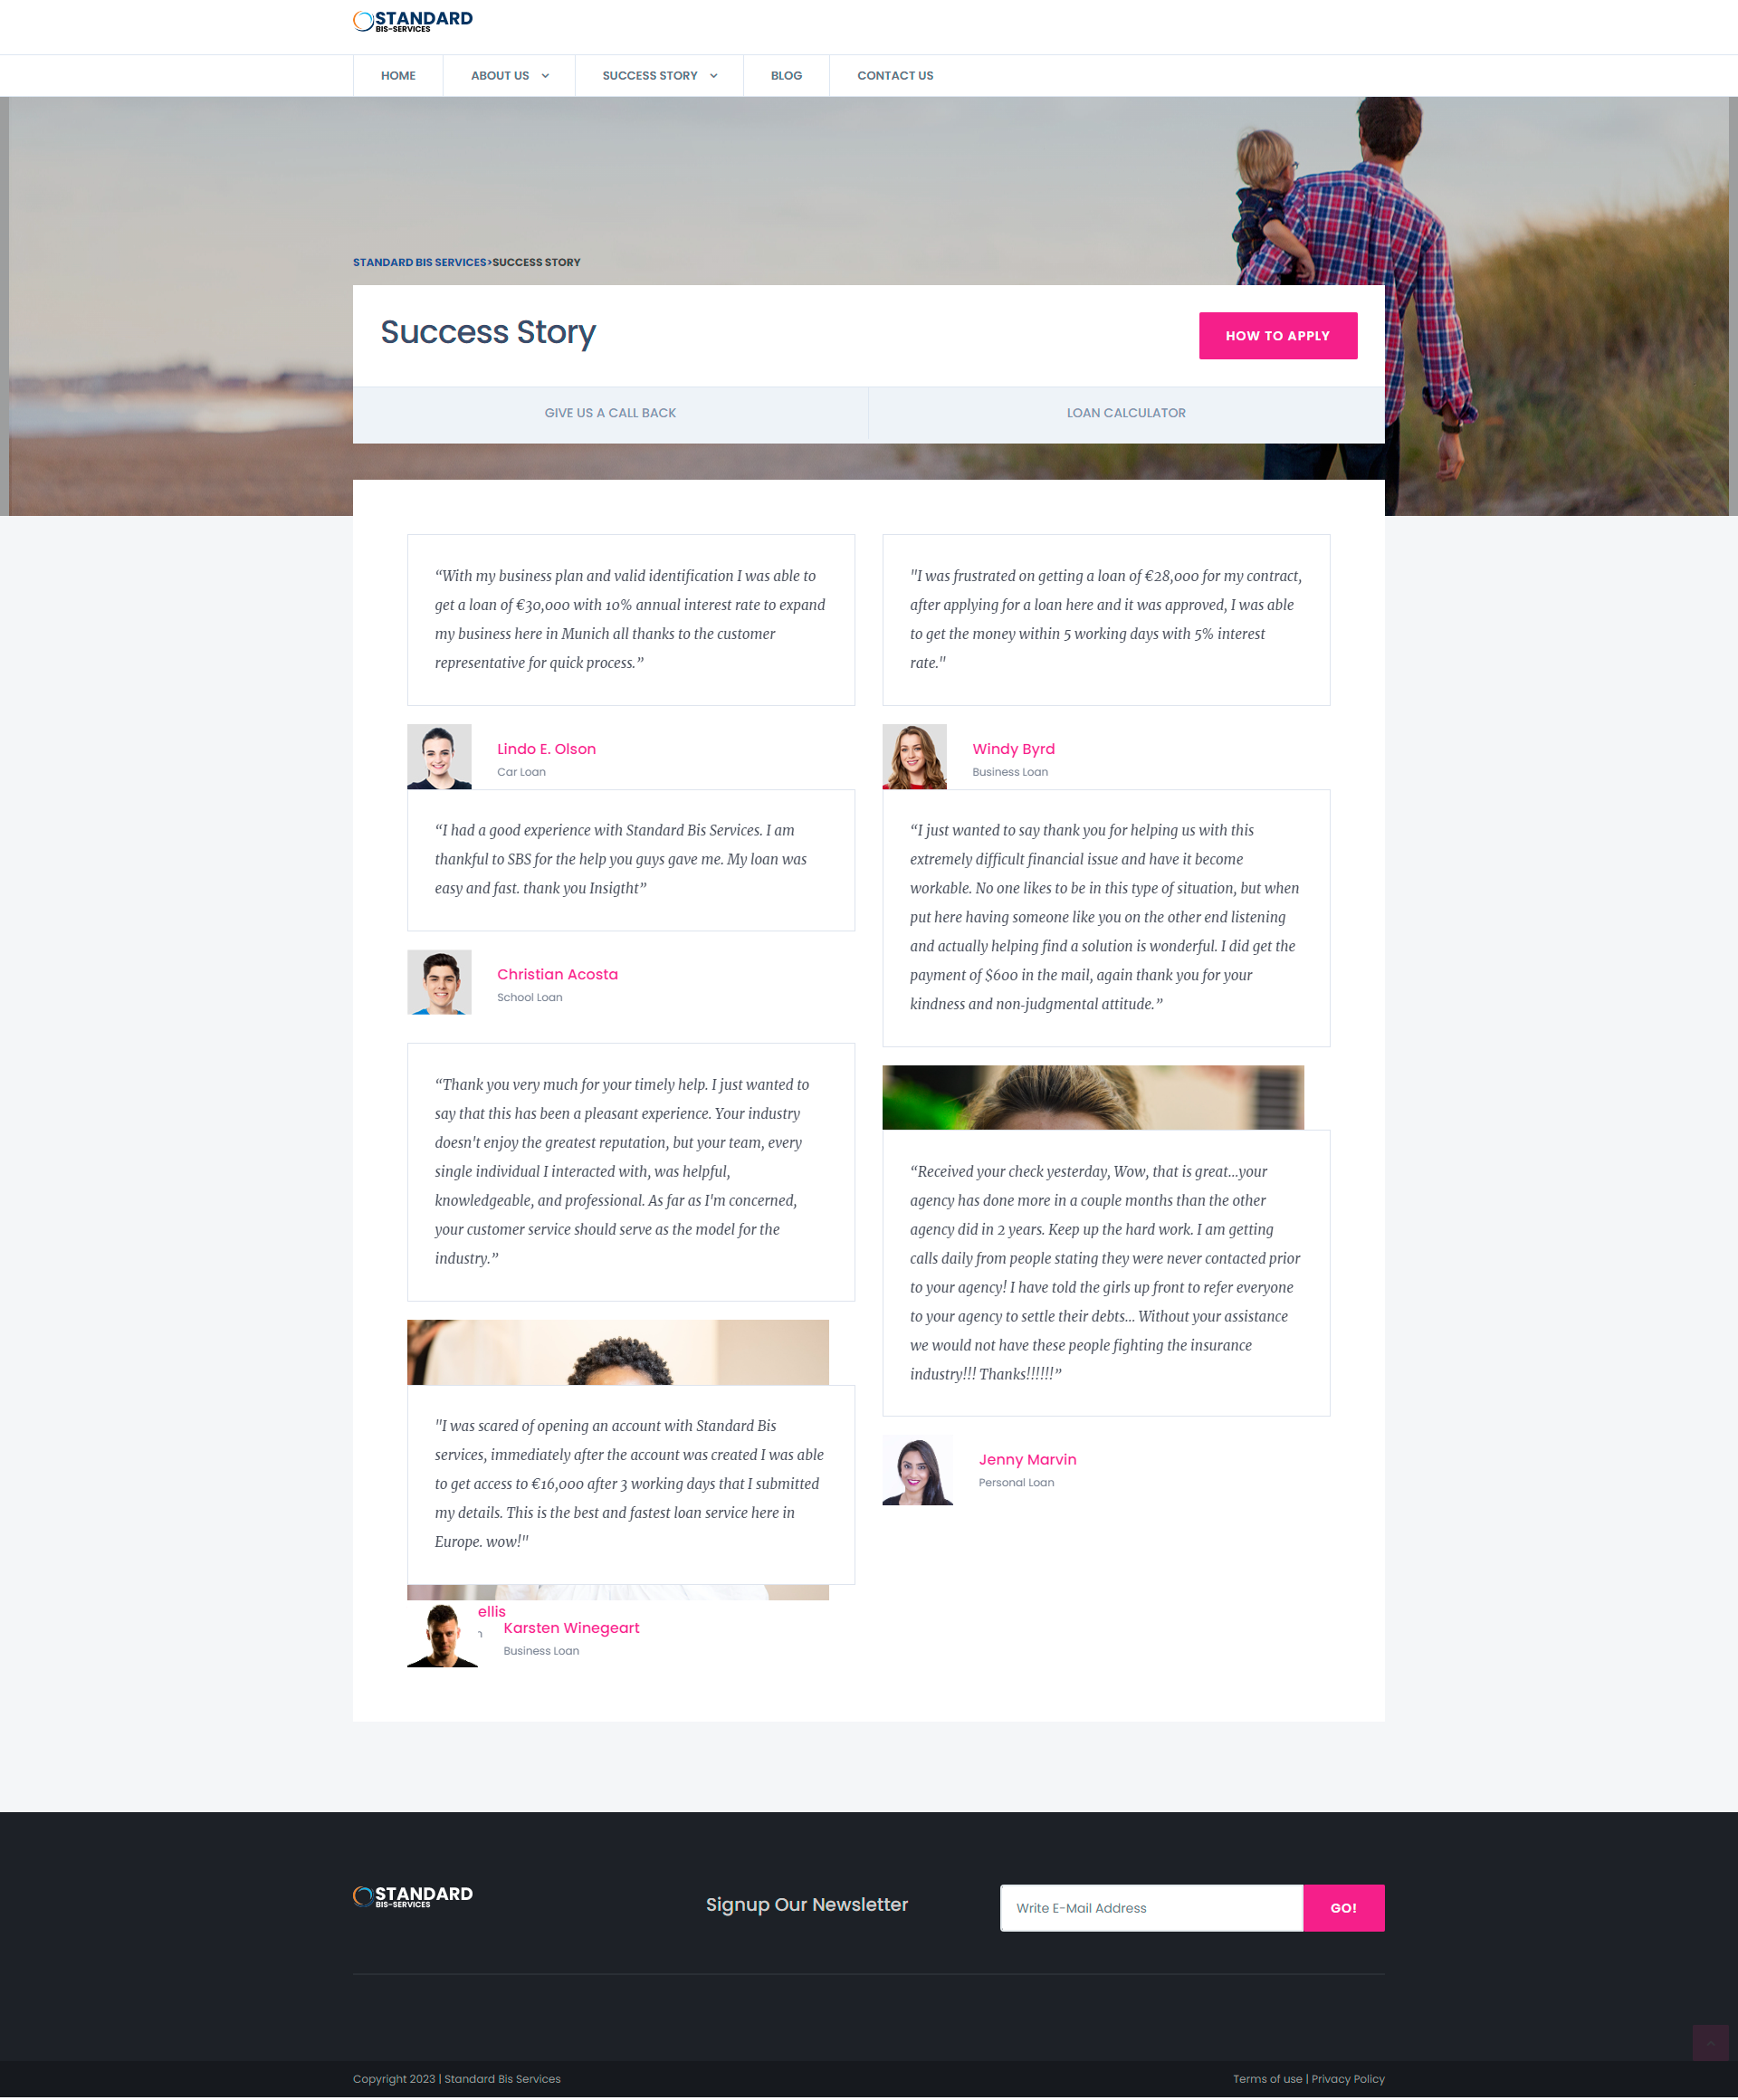 STANDARD
BIS-SERVICES
HOME
ABOUT US
SUCCESS STORY
BLOG
CONTACT US
STANDARD BIS SERVICES>SUCCESS STORY
Success Story
HOW TO APPLY
GIVE US A CALL BACK
LOAN CALCULATOR
“With my business plan and valid identification I was able to
get a loan of €30,000 with 10% annual interest rate to expand
my business here in Munich all thanks to the customer
representative for quick process.”
Lindo E. Olson
Car Loan
"I was frustrated on getting a loan of €28,000 for my contract,
after applying for a loan here and it was approved, I was able
to get the money within 5 working days with 5% interest
rate."
Windy Byrd
Business Loan
“I had a good experience with Standard Bis Services. I am
thankful to SBS for the help you guys gave me. My loan was
easy and fast. thank you Insigtht”
Christian Acosta
School Loan
“I just wanted to say thank you for helping us with this
extremely difficult financial issue and have it become
workable. No one likes to be in this type of situation, but when
put here having someone like you on the other end listening
and actually helping find a solution is wonderful. I did get the
payment of $600 in the mail, again thank you for your
kindness and non-judgmental attitude.”
“Thank you very much for your timely help. I just wanted to
say that this has been a pleasant experience. Your industry
doesn't enjoy the greatest reputation, but your team, every
single individual I interacted with, was helpful,
knowledgeable, and professional. As far as I'm concerned,
your customer service should serve as the model for the
industry.”
“Received your check yesterday, Wow, that is great...your
agency has done more in a couple months than the other
agency did in 2 years. Keep up the hard work. I am getting
calls daily from people stating they were never contacted prior
to your agency! I have told the girls up front to refer everyone
to your agency to settle their debts... Without your assistance
we would not have these people fighting the insurance
industry!!! Thanks!!!!!!”
Jenny Marvin
Personal Loan
"I was scared of opening an account with Standard Bis
services, immediately after the account was created I was able
to get access to €16,000 after 3 working days that I submitted
my details. This is the best and fastest loan service here in
Europe. wow!"
ellis
Karsten Winegeart
Business Loan
STANDARD
BIS-SERVICES
Signup Our Newsletter
Write E-Mail Address
GO!
Copyright 2023 | Standard Bis Services
Terms of use | Privacy Policy